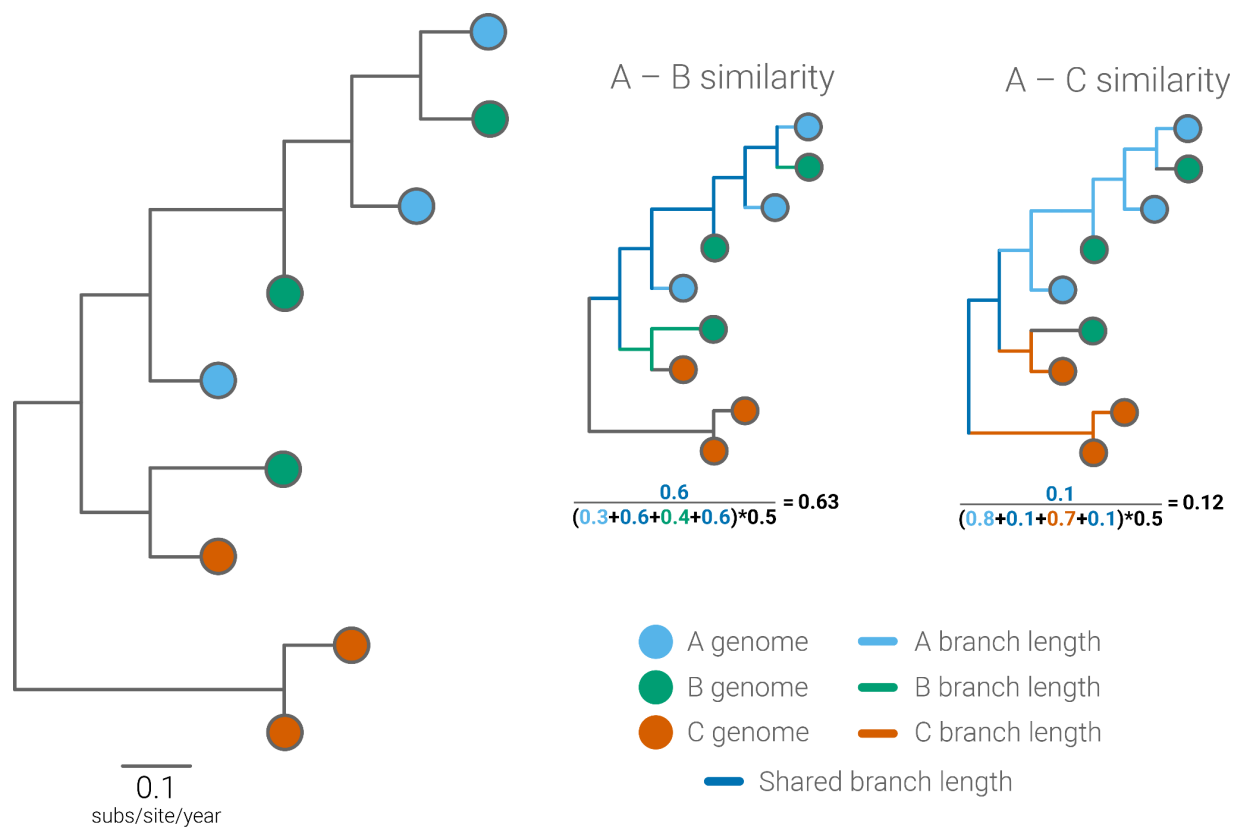 A – B similarity
A – C similarity
0.6
(0.3+0.6+0.4+0.6)*0.5
= 0.63
0.1
(0.8+0.1+0.7+0.1)*0.5
= 0.12
A genome
A branch length
B genome
B branch length
C genome
C branch length
Shared branch length
0.1
subs/site/year